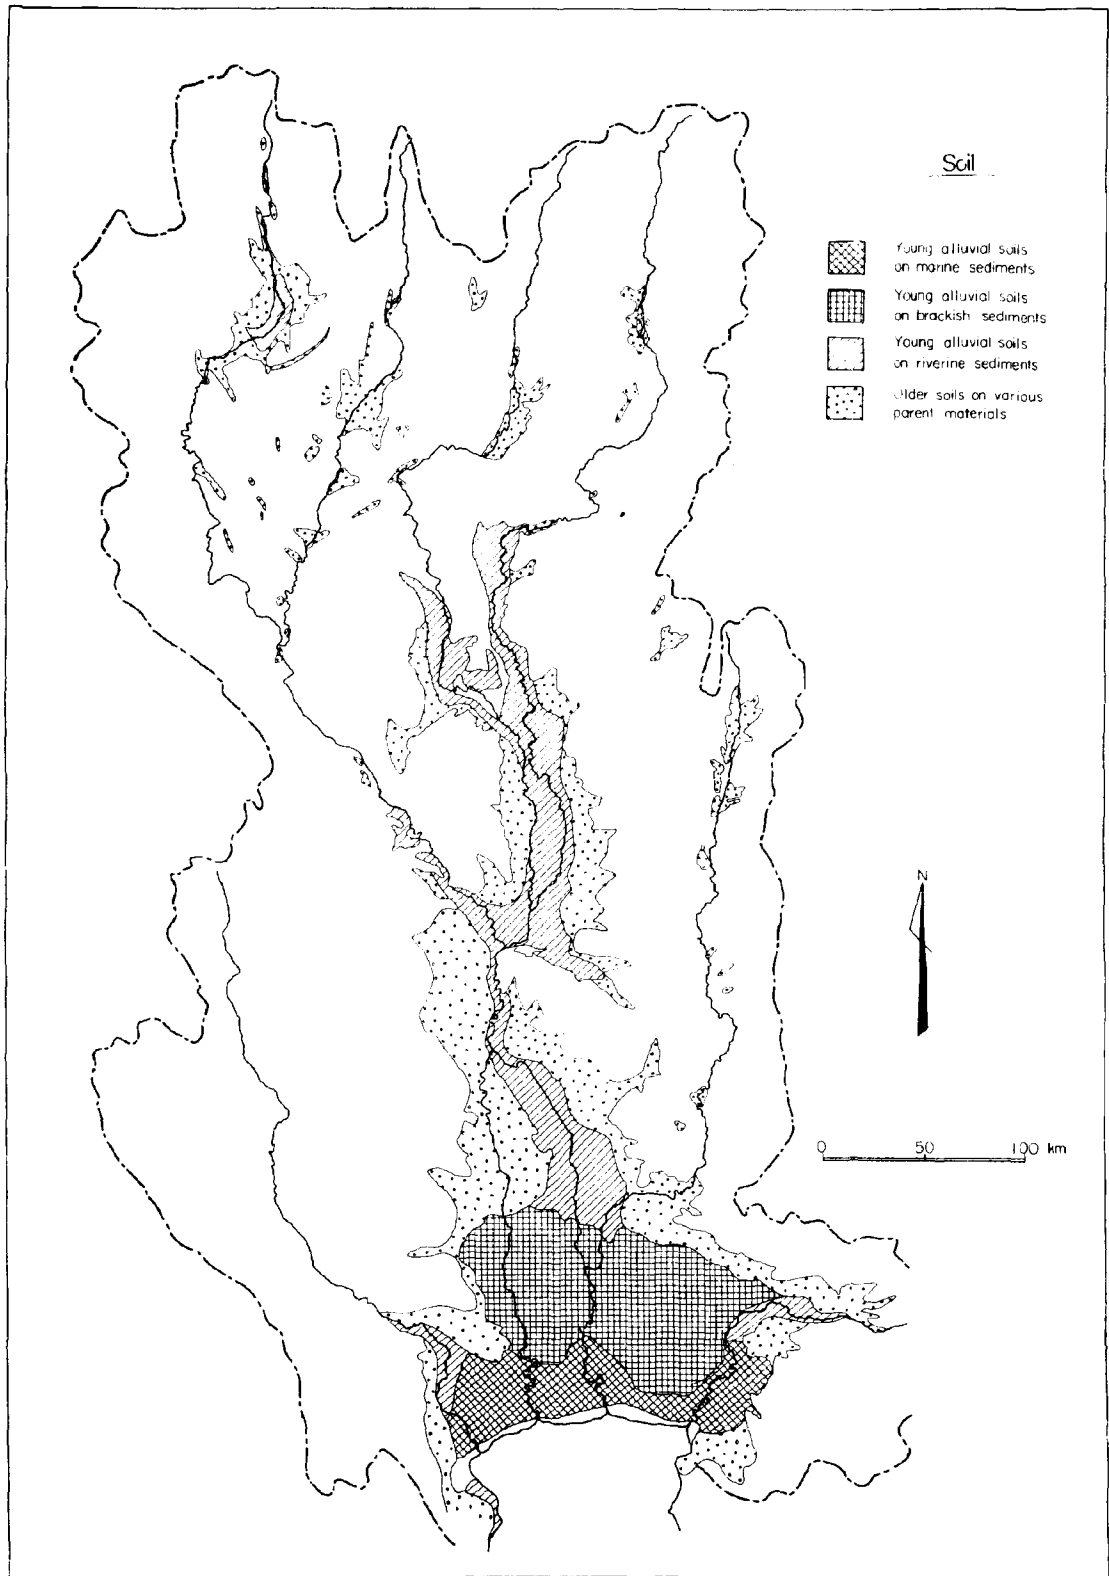 Soil
Young alluvial soils
on marine sediments
Young alluvial soils
on brackish sediments
Young alluvial soils
on riverine sediments
Older soils on various
parent materials
N
0 50 100 km